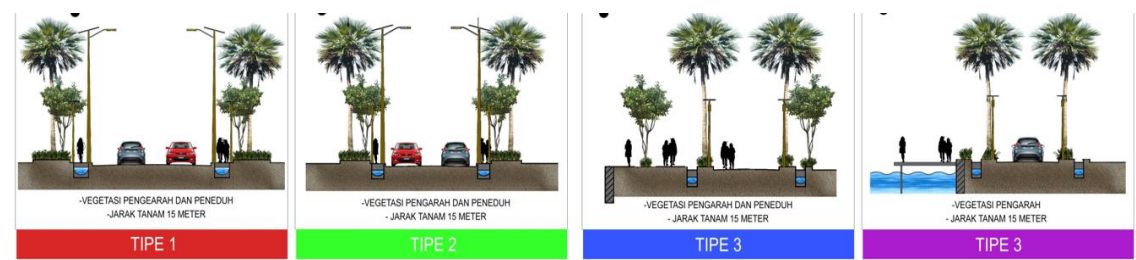 -VEGETASI PENGEARAH DAN PENEDUH
-JARAK TANAM 15 METER
TIPE 1
-VEGETASI PENGARAH DAN PENEDUH
- JARAK TANAM 15 METER
TIPE 2
-VEGETASI PENGARAH DAN PENEDUH
- JARAK TANAM 15 METER
TIPE 3
-VEGETASI PENGARAH
- JARAK TANAM 15 METER
TIPE 3